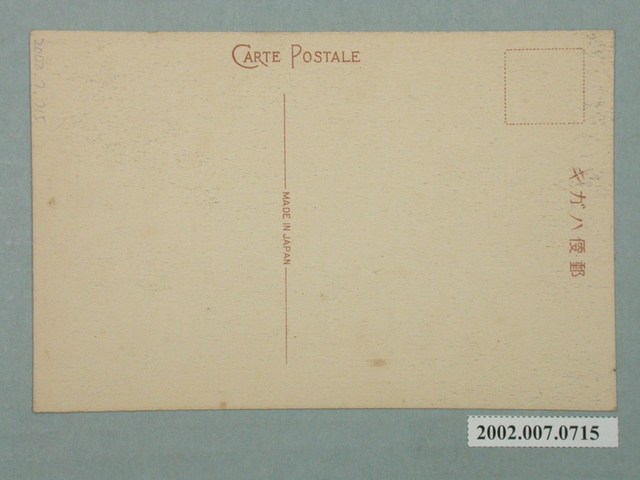 CARTE POSTALE
MADE IN JAPAN
キガハ便郵
2002.007.0715